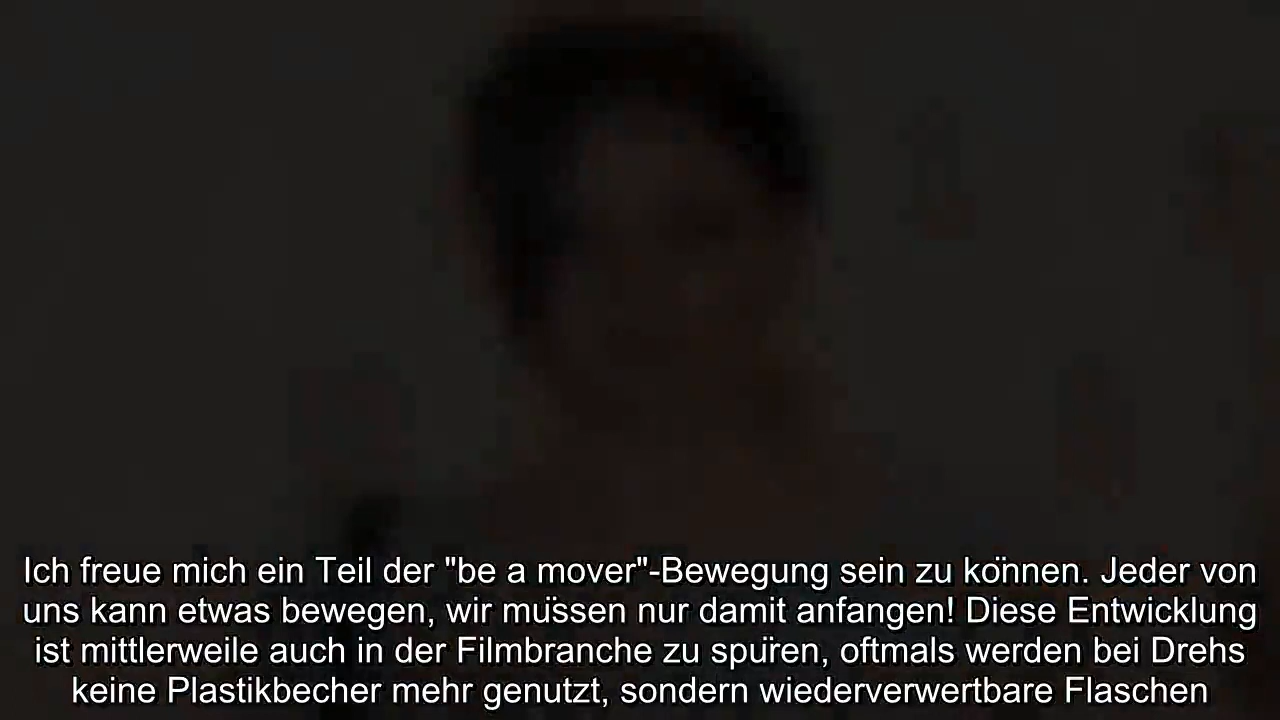 Ich freue mich ein Teil der "be a mover"-Bewegung sein zu können. Jeder von
uns kann etwas bewegen, wir müssen nur damit anfangen! Diese Entwicklung
ist mittlerweile auch in der Filmbranche zu spüren, oftmals werden bei Drehs
keine Plastikbecher mehr genutzt, sondern wiederverwertbare Flaschen